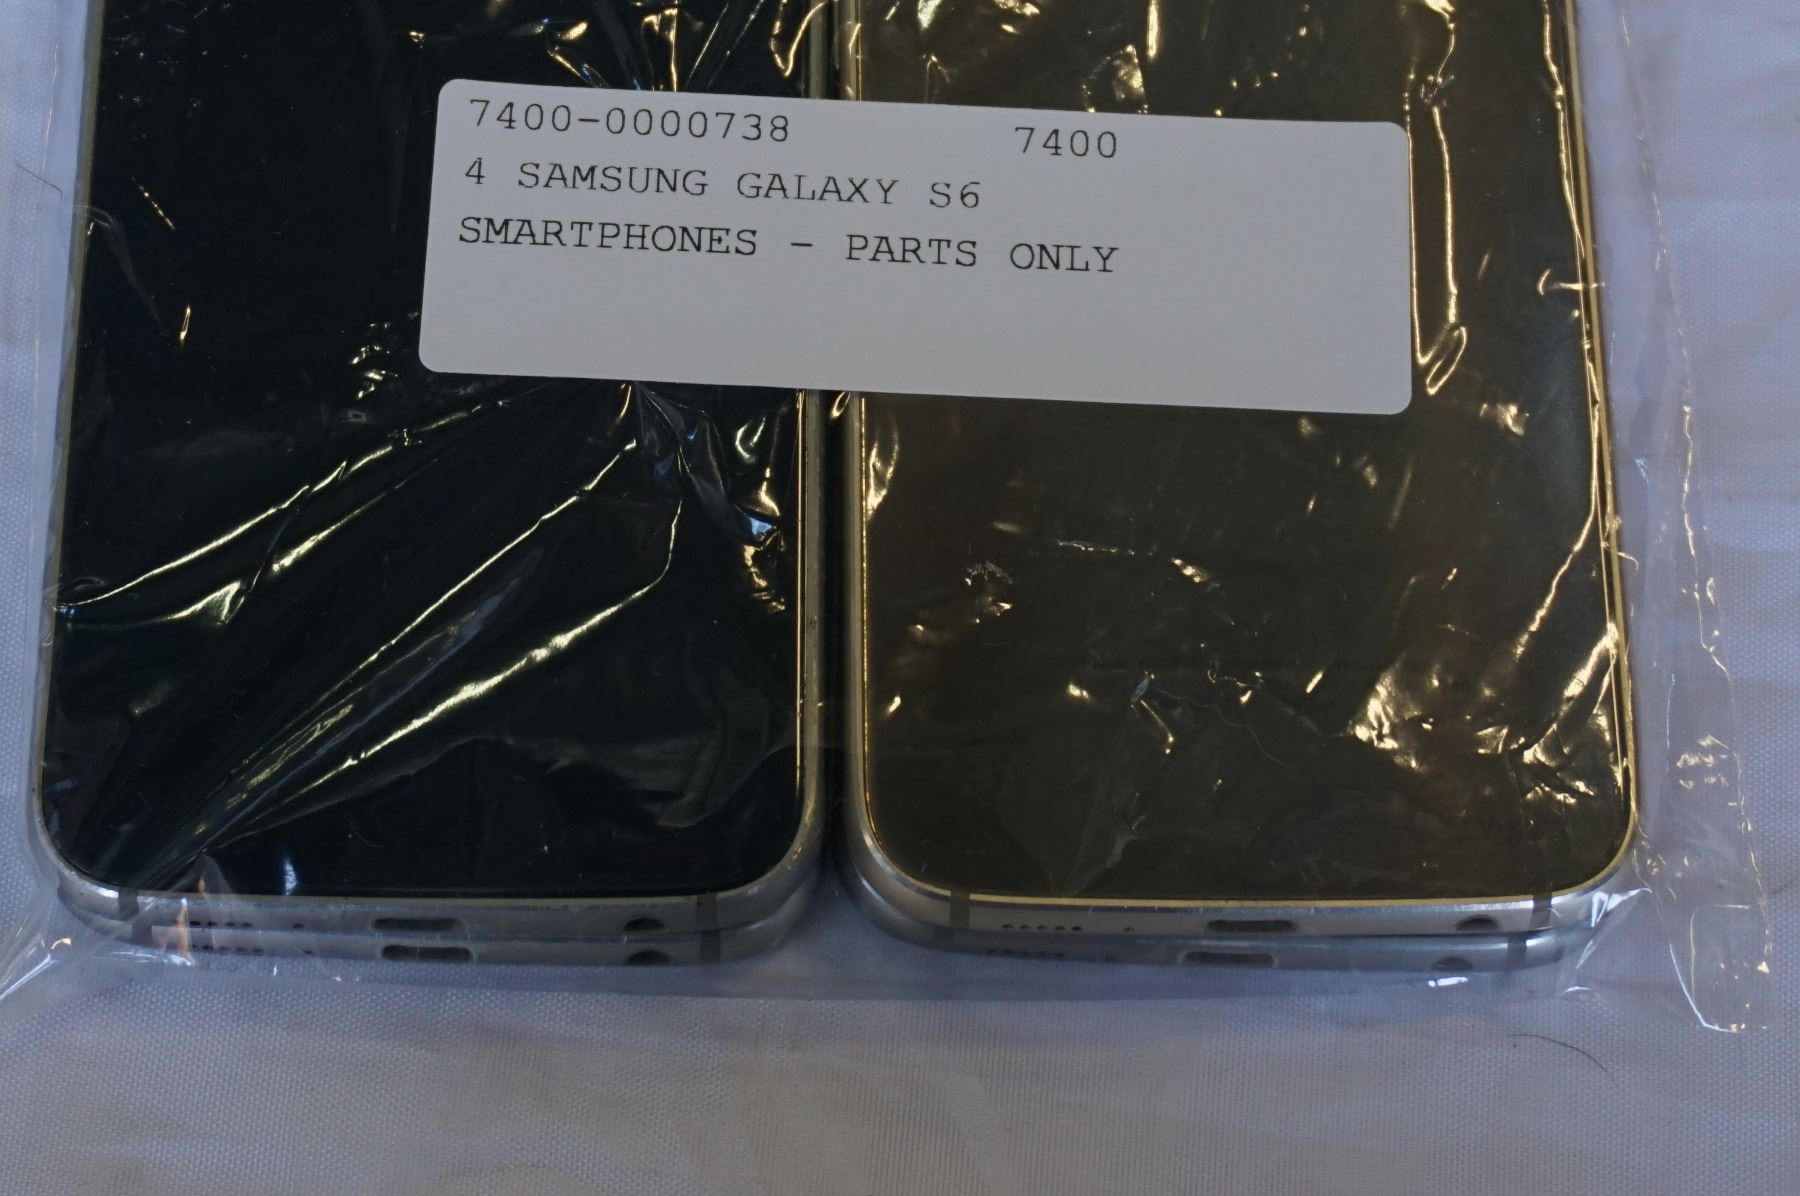 7400-0000738 7400
4 SAMSUNG GALAXY S6
SMARTPHONES - PARTS ONLY